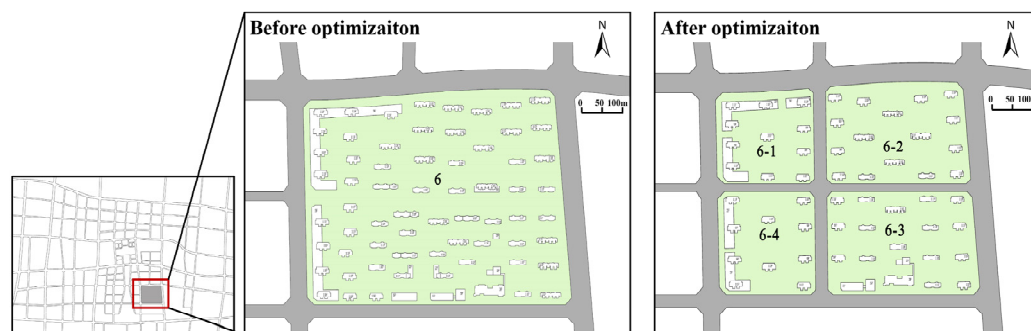 Before optimizaiton
N
0 50 100m
6
After optimizaiton
N
0 50 100
6-1
6-2
6-4
6-3